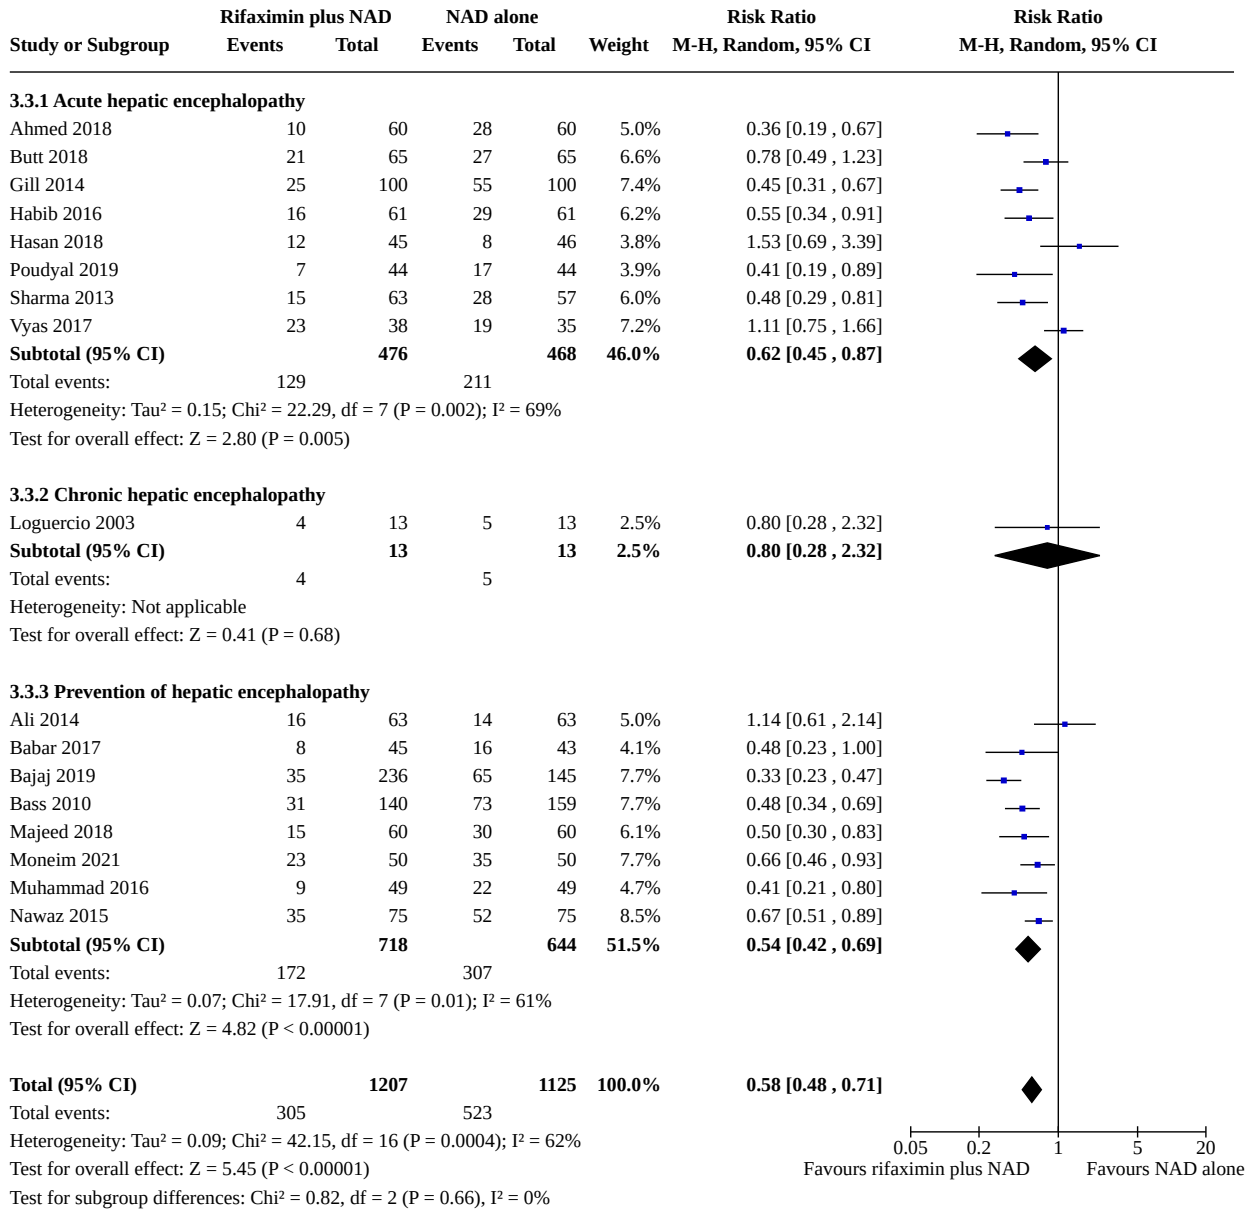 Rifaximin plus NAD NAD alone Risk Ratio Risk Ratio
Study or Subgroup Events Total Events Total Weight M-H, Random, 95% CI M-H, Random, 95% CI
3.3.1 Acute hepatic encephalopathy
Ahmed 2018 10 60 28 60 5.0% 0.36 [0.19 , 0.67]
Butt 2018 21 65 27 65 6.6% 0.78 [0.49 , 1.23]
Gill 2014 25 100 55 100 7.4% 0.45 [0.31 , 0.67]
Habib 2016 16 61 29 61 6.2% 0.55 [0.34 , 0.91]
Hasan 2018 12 45 8 46 3.8% 1.53 [0.69 , 3.39]
Poudyal 2019 7 44 17 44 3.9% 0.41 [0.19 , 0.89]
Sharma 2013 15 63 28 57 6.0% 0.48 [0.29 , 0.81]
Vyas 2017 23 38 19 35 7.2% 1.11 [0.75 , 1.66]
Subtotal (95% CI) 476 468 46.0% 0.62 [0.45 , 0.87]
Total events: 129 211
Heterogeneity: Tau² = 0.15; Chi² = 22.29, df = 7 (P = 0.002); I² = 69%
Test for overall effect: Z = 2.80 (P = 0.005)
3.3.2 Chronic hepatic encephalopathy
Loguercio 2003 4 13 5 13 2.5% 0.80 [0.28 , 2.32]
Subtotal (95% CI) 13 13 2.5% 0.80 [0.28 , 2.32]
Total events: 4 5
Heterogeneity: Not applicable
Test for overall effect: Z = 0.41 (P = 0.68)
3.3.3 Prevention of hepatic encephalopathy
Ali 2014 16 63 14 63 5.0% 1.14 [0.61 , 2.14]
Babar 2017 8 45 16 43 4.1% 0.48 [0.23 , 1.00]
Bajaj 2019 35 236 65 145 7.7% 0.33 [0.23 , 0.47]
Bass 2010 31 140 73 159 7.7% 0.48 [0.34 , 0.69]
Majeed 2018 15 60 30 60 6.1% 0.50 [0.30 , 0.83]
Moneim 2021 23 50 35 50 7.7% 0.66 [0.46 , 0.93]
Muhammad 2016 9 49 22 49 4.7% 0.41 [0.21 , 0.80]
Nawaz 2015 35 75 52 75 8.5% 0.67 [0.51 , 0.89]
Subtotal (95% CI) 718 644 51.5% 0.54 [0.42 , 0.69]
Total events: 172 307
Heterogeneity: Tau² = 0.07; Chi² = 17.91, df = 7 (P = 0.01); I² = 61%
Test for overall effect: Z = 4.82 (P < 0.00001)
Total (95% CI) 1207 1125 100.0% 0.58 [0.48 , 0.71]
Total events: 305 523
Heterogeneity: Tau² = 0.09; Chi² = 42.15, df = 16 (P = 0.0004); I² = 62%
0.05 0.2 1 5 20
Test for overall effect: Z = 5.45 (P < 0.00001) Favours rifaximin plus NAD Favours NAD alone
Test for subgroup differences: Chi² = 0.82, df = 2 (P = 0.66), I² = 0%